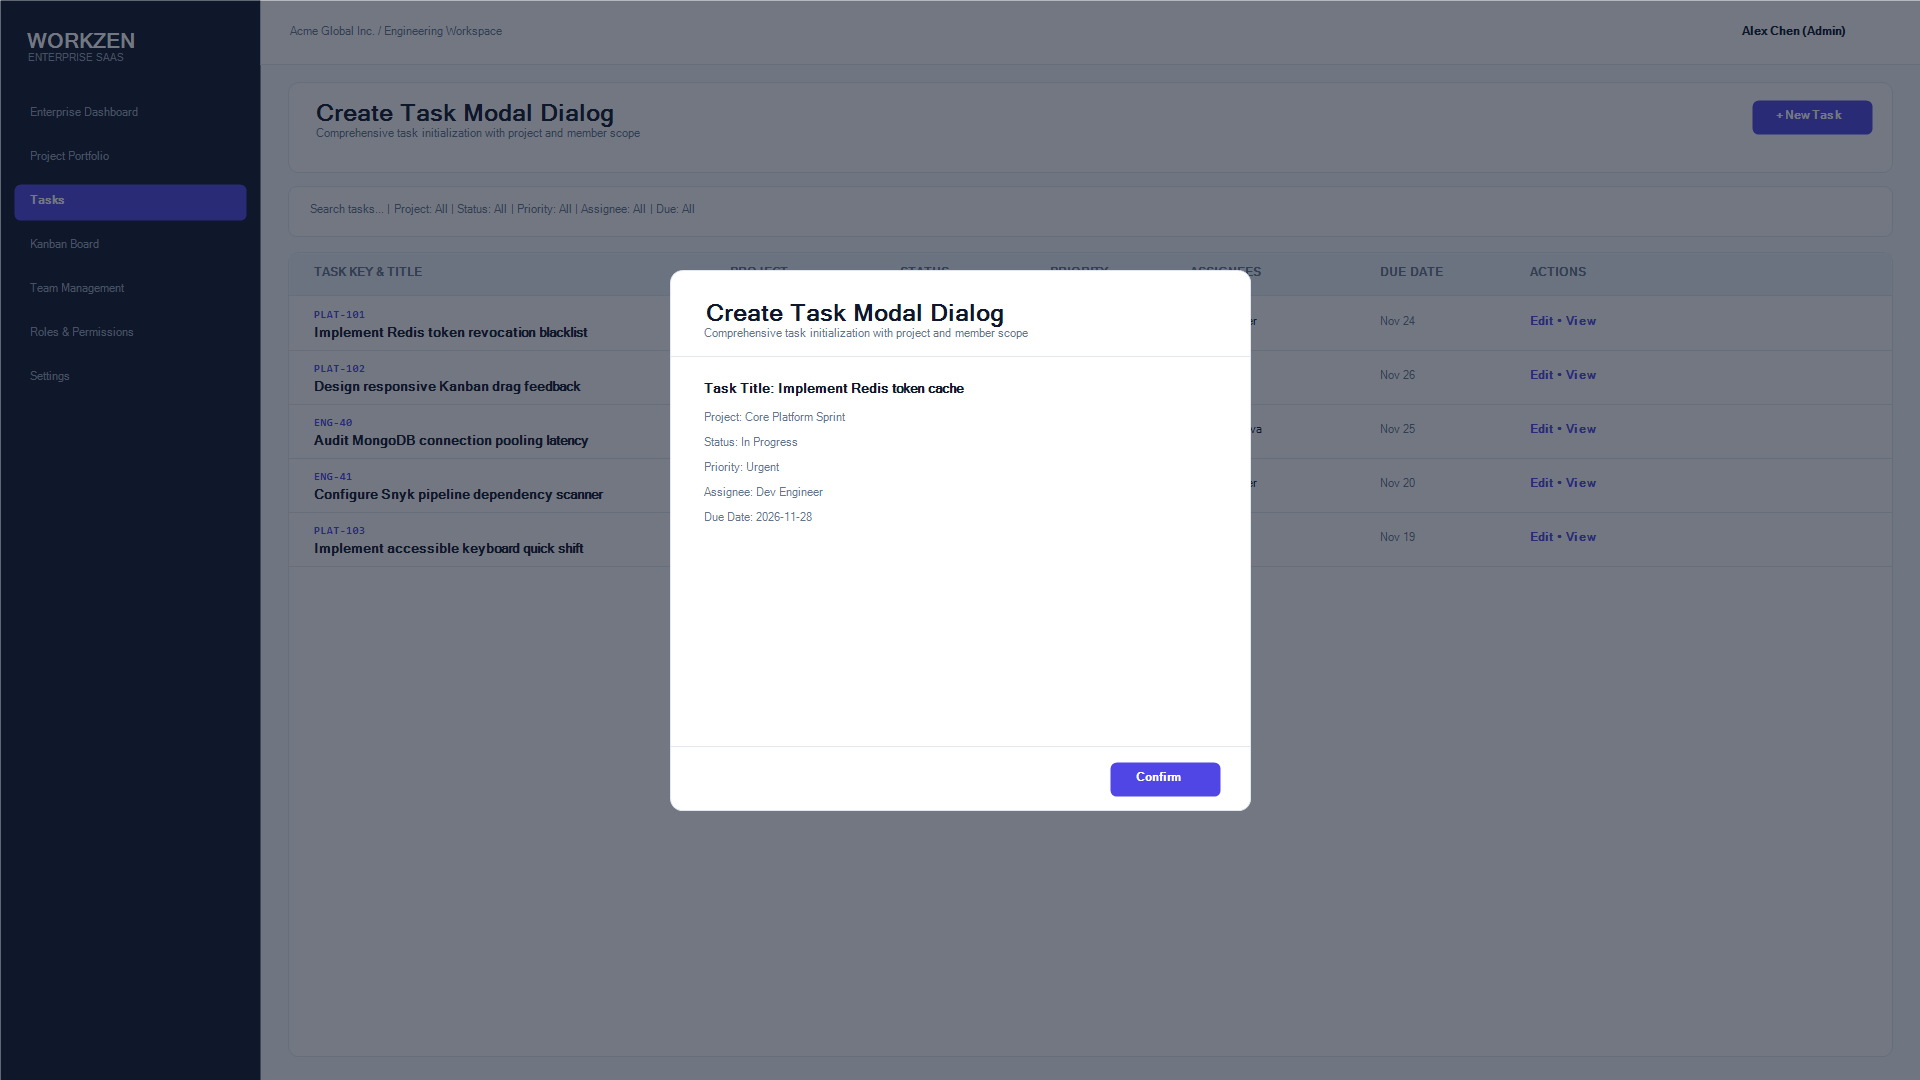 WORKZEN
ENTERPRISE SAAS
Enterprise Dashboard
Project Portfolio
Tasks
Kanban Board
Team Management
Roles & Permissions
Settings
Acme Global Inc. / Engineering Workspace
Alex Chen (Admin)
Create Task Modal Dialog
Comprehensive task initialization with project and member scope
+ New Task
Search tasks... | Project: All | Status: All | Priority: All | Assignee: All | Due: All
TASK KEY & TITLE PROJECT STATUS PRIORITY ASSIGNEES DUE DATE ACTIONS
PLAT-101
Implement Redis token revocation blacklist
Nov 24 Edit • View
PLAT-102
Design responsive Kanban drag feedback
Nov 26 Edit • View
ENG-40
Audit MongoDB connection pooling latency
Nov 25 Edit • View
ENG-41
Configure Snyk pipeline dependency scanner
Nov 20 Edit • View
PLAT-103
Implement accessible keyboard quick shift
Nov 19 Edit • View
Create Task Modal Dialog
Comprehensive task initialization with project and member scope
Task Title: Implement Redis token cache
Project: Core Platform Sprint
Status: In Progress
Priority: Urgent
Assignee: Dev Engineer
Due Date: 2026-11-28
Confirm